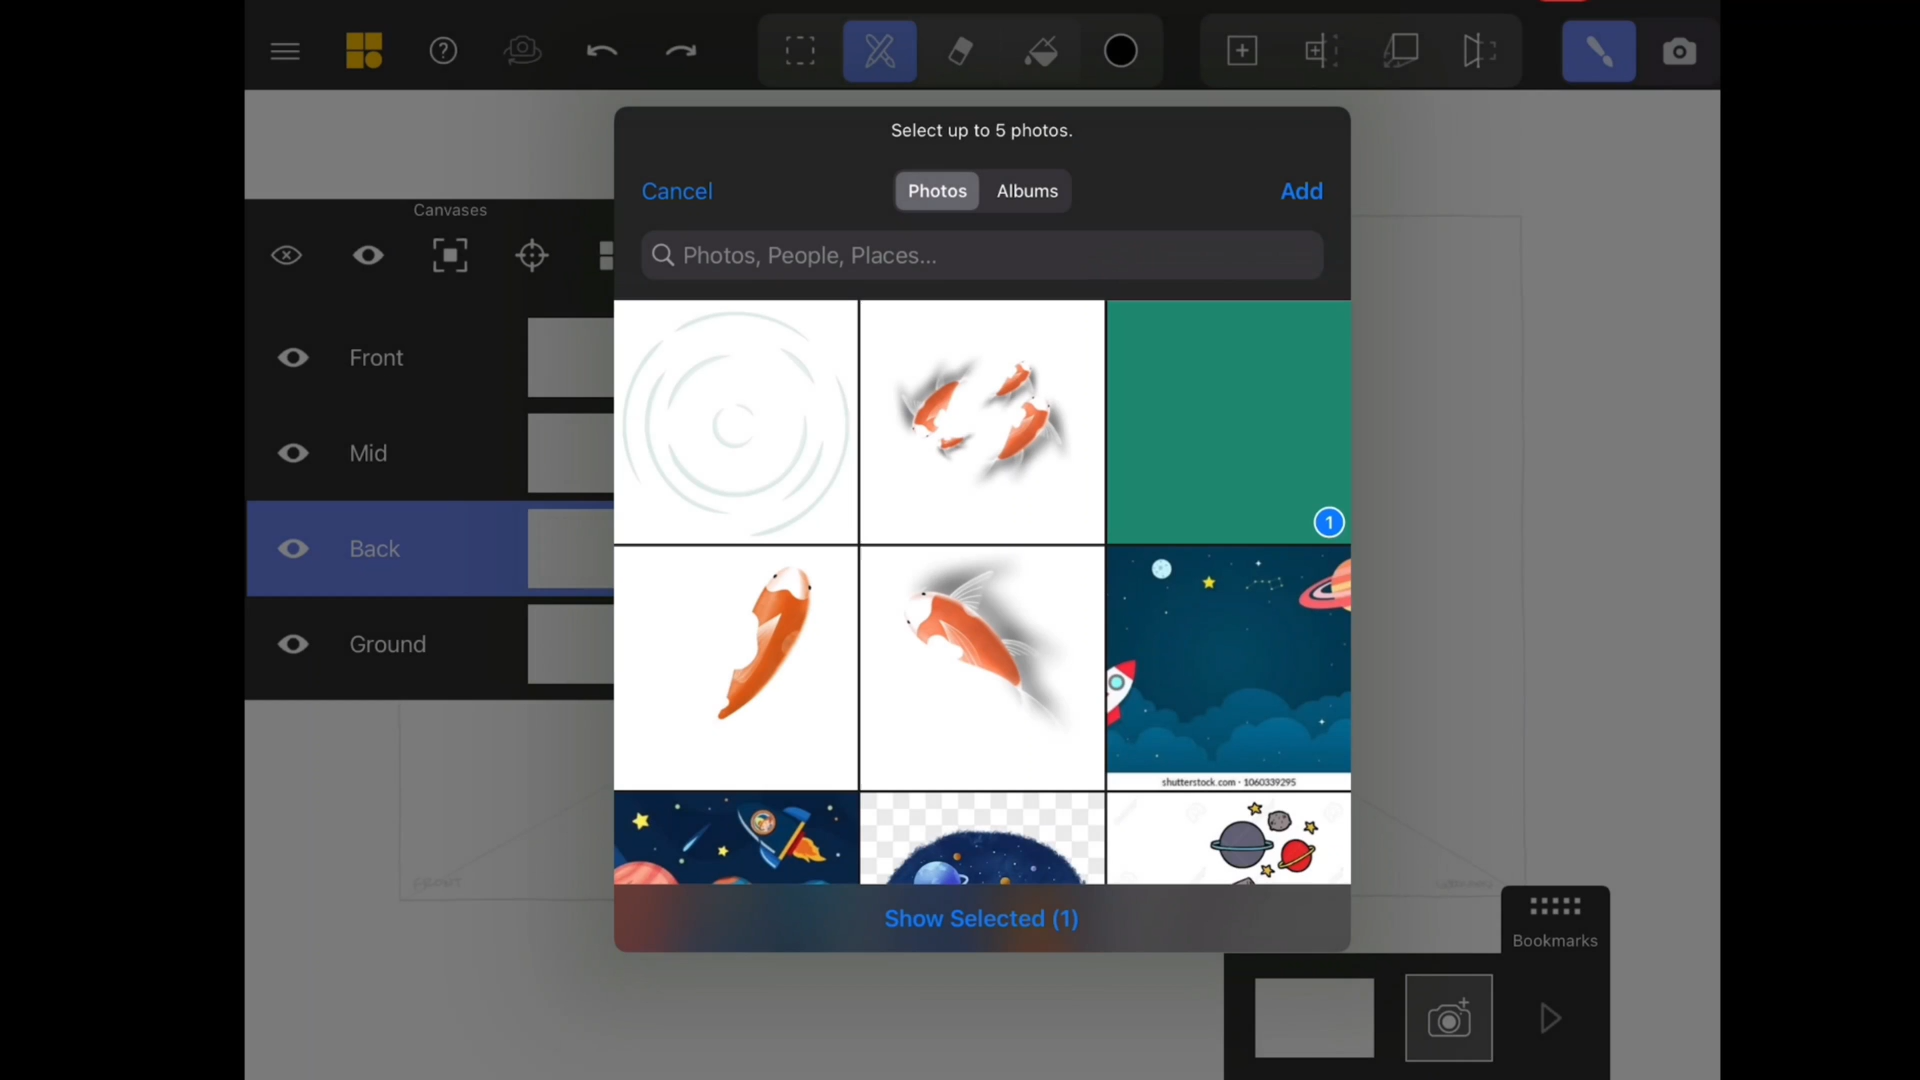 Select up to 5 photos.
Cancel
Photos
Albums
Add
Photos, People, Places...
Canvases
Front
Mid
Back
Ground
1
shutterstock.com · 1060339295
FRONT
Show Selected (1)
Bookmarks